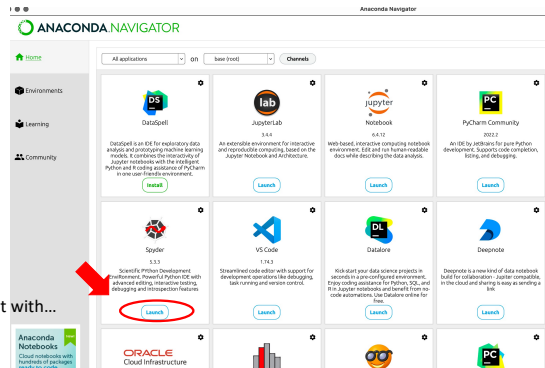 Anaconda Navigator
ANACONDA.NAVIGATOR
Home
Environments
Learning
Community
All applications
on
base (root)
Channels
DS
DataSpell
DataSpell is an IDE for exploratory data
analysis and prototyping machine learning
models. It combines the interactivity of
Jupyter notebooks with the intelligent
Python and R coding assistance of PyCharm
in one user-friendly environment.
Install
lab
JupyterLab
3.4.4
An extensible environment for interactive
and reproducible computing, based on the
Jupyter Notebook and Architecture.
Launch
jupyter
Notebook
6.4.12
Web-based, interactive computing notebook
environment. Edit and run human-readable
docs while describing the data analysis.
Launch
PC
PyCharm Community
2022.2
An IDE by JetBrains for pure Python
development. Supports code completion,
listing, and debugging.
Launch
Spyder
5.3.3
Scientific PYthon Development
EnviRonment. Powerful Python IDE with
advanced editing, interactive testing,
debugging and introspection features
Launch
VS Code
1.74.3
Streamlined code editor with support for
development operations like debugging,
task running and version control.
Launch
DL
Datalore
Kick-start your data science projects in
seconds in a pre-configured environment.
Enjoy coding assistance for Python, SQL, and
R in Jupyter notebooks and benefit from no-
code automations. Use Datalore online for
free.
Launch
Deepnote
Deepnote is a new kind of data notebook
built for collaboration - Jupyter compatible,
in the cloud and sharing is easy as sending a
link
Launch
t with...
Anaconda
Notebooks
Cloud notebooks with
hundreds of packages
ready to code.
ORACLE
Cloud Infrastructure
PC